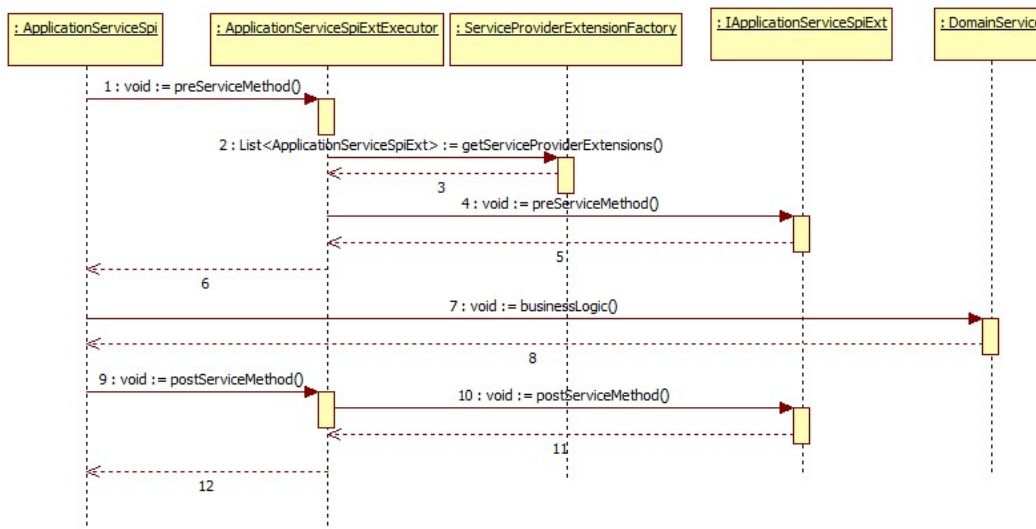 : ApplicationServiceSpi
: ApplicationServiceSpiExtExecutor
: ServiceProviderExtensionFactory
: IApplicationServiceSpiExt
: DomainService
1 : void := preServiceMethod()
2 : List<ApplicationServiceSpiExt> := getServiceProviderExtensions()
3
4 : void := preServiceMethod()
5
6
7 : void := businessLogic()
8
9 : void := postServiceMethod()
10 : void := postServiceMethod()
11
12